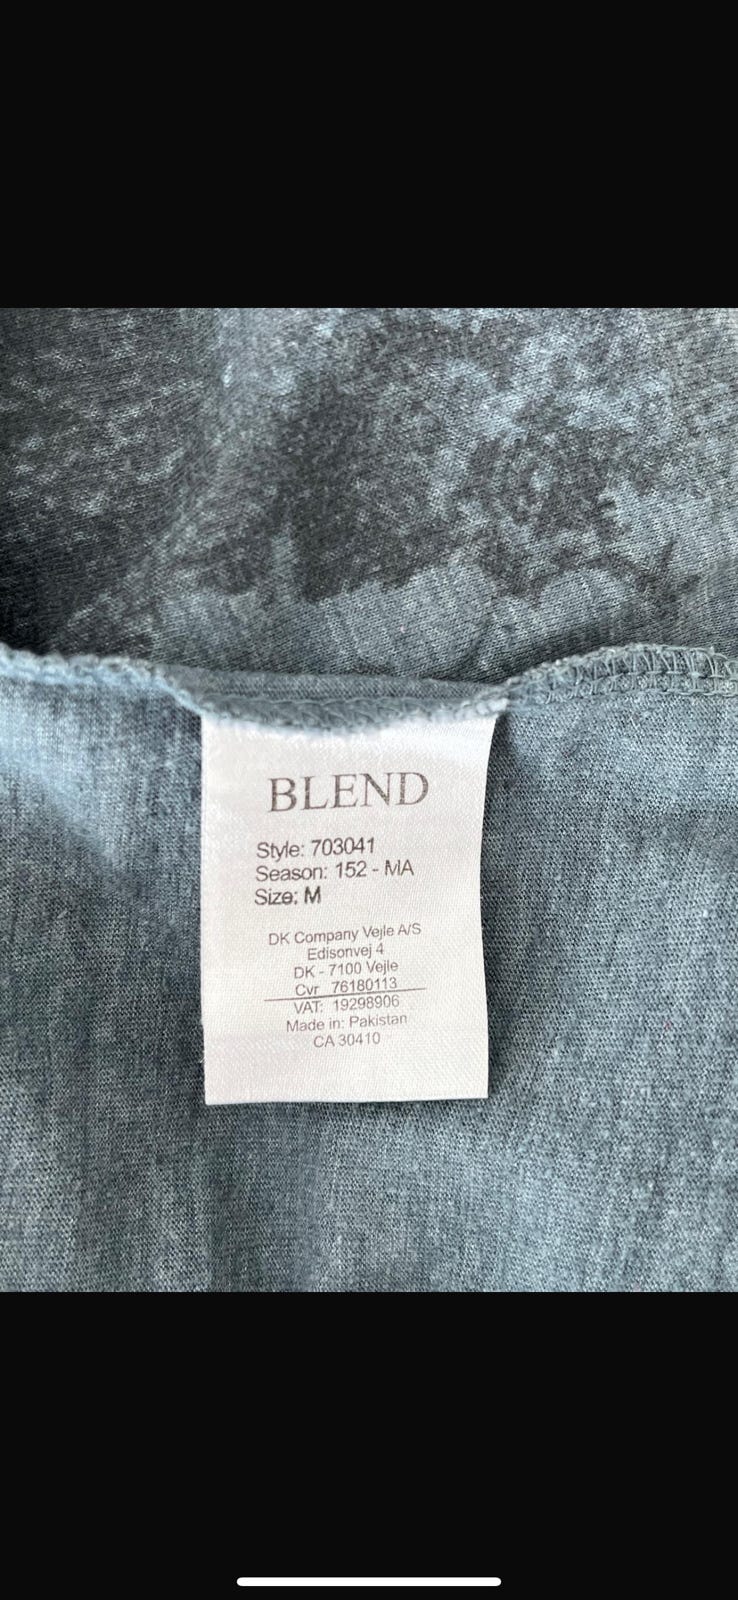 BLEND
Style: 703041
Season: 152 - MA
Size: M
DK Company Vejle A/S
Edisonvej 4
DK - 7100 Vejle
Cvr 76180113
VAT: 19298906
Made in: Pakistan
CA 30410